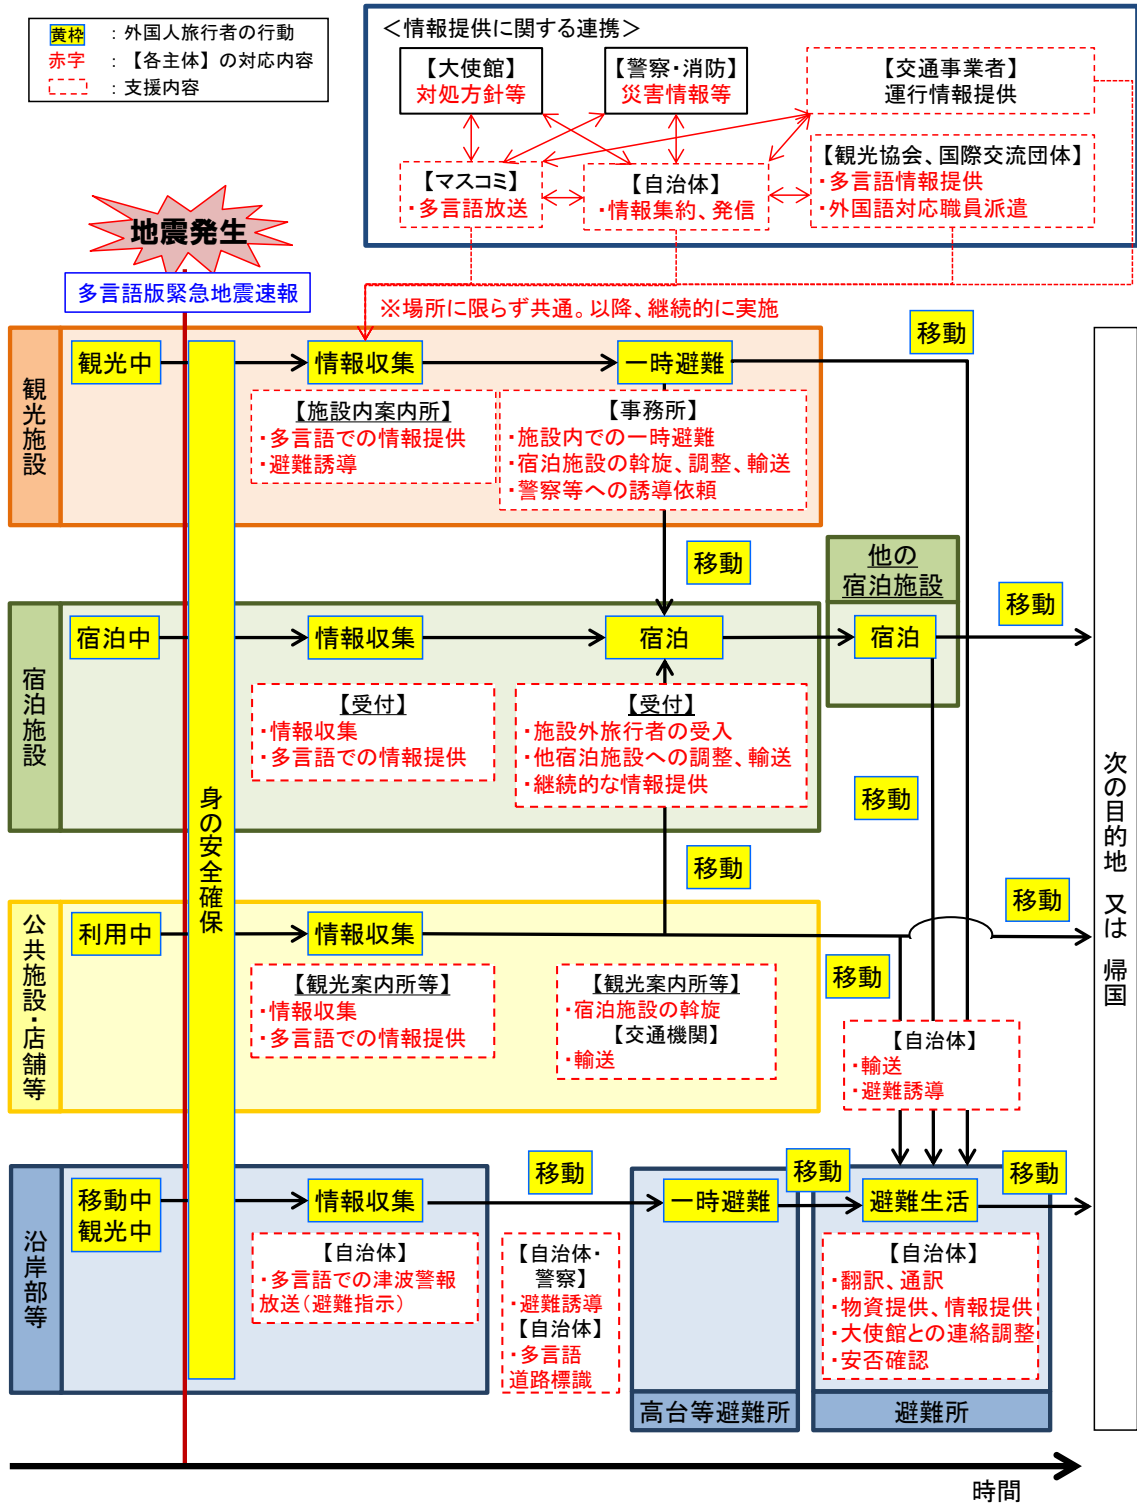 黄枠 : 外国人旅行者の行動
赤字 : 【各主体】の対応内容
: 支援内容
＜情報提供に関する連携＞
【大使館】
対処方針等
【警察・消防】
災害情報等
【交通事業者】
運行情報提供
【マスコミ】
・多言語放送
【自治体】
・情報集約、発信
【観光協会、国際交流団体】
・多言語情報提供
・外国語対応職員派遣
地震発生
多言語版緊急地震速報
※場所に限らず共通。以降、継続的に実施
身の安全確保
観光施設
観光中
情報収集
一時避難
移動
【施設内案内所】
・多言語での情報提供
・避難誘導
【事務所】
・施設内での一時避難
・宿泊施設の斡旋、調整、輸送
・警察等への誘導依頼
移動
他の
宿泊施設
宿泊施設
宿泊中
情報収集
宿泊
宿泊
移動
【受付】
・情報収集
・多言語での情報提供
【受付】
・施設外旅行者の受入
・他宿泊施設への調整、輸送
・継続的な情報提供
移動
移動
公共施設・店舗等
利用中
情報収集
移動
移動
【観光案内所等】
・情報収集
・多言語での情報提供
【観光案内所等】
・宿泊施設の斡旋
【交通機関】
・輸送
【自治体】
・輸送
・避難誘導
沿岸部等
移動中
観光中
情報収集
移動
一時避難
移動
避難生活
移動
【自治体】
・多言語での津波警報
放送（避難指示）
【自治体・
警察】
・避難誘導
【自治体】
・多言語
道路標識
【自治体】
・翻訳、通訳
・物資提供、情報提供
・大使館との連絡調整
・安否確認
高台等避難所
避難所
次の目的地 又は 帰国
時間